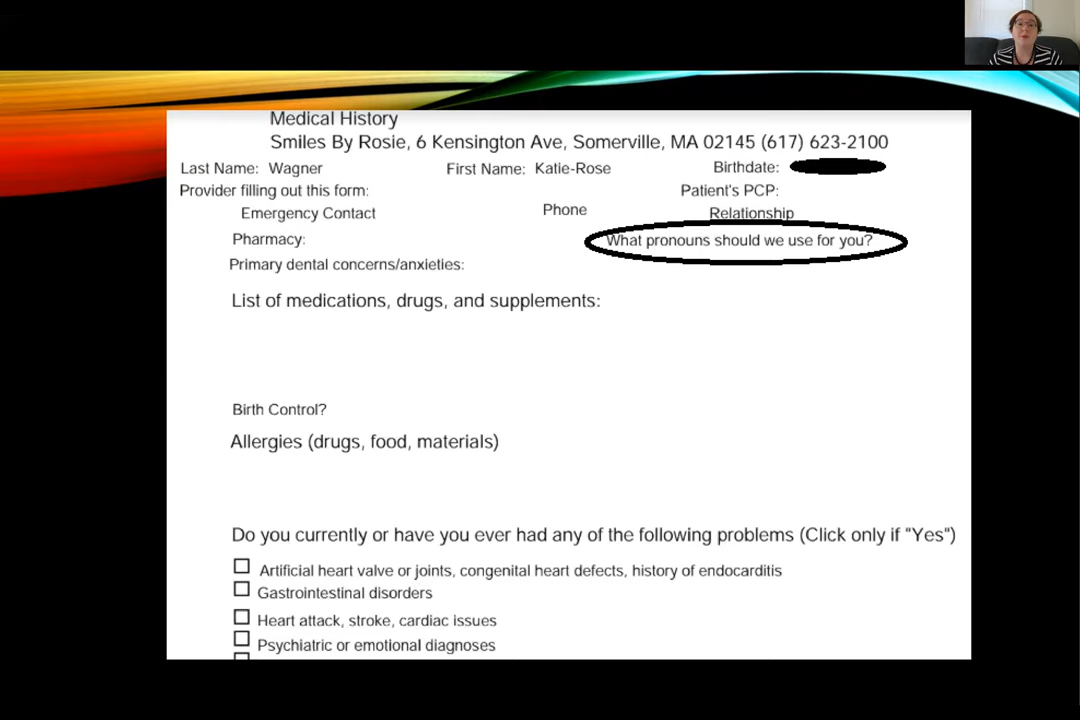 Medical History
Smiles By Rosie, 6 Kensington Ave, Somerville, MA 02145 (617) 623-2100
Last Name: Wagner First Name: Katie-Rose Birthdate:
Provider filling out this form: Patient's PCP:
Emergency Contact Phone Relationship
Pharmacy: What pronouns should we use for you?
Primary dental concerns/anxieties:
List of medications, drugs, and supplements:
Birth Control?
Allergies (drugs, food, materials)
Do you currently or have you ever had any of the following problems (Click only if "Yes")
Artificial heart valve or joints, congenital heart defects, history of endocarditis
Gastrointestinal disorders
Heart attack, stroke, cardiac issues
Psychiatric or emotional diagnoses